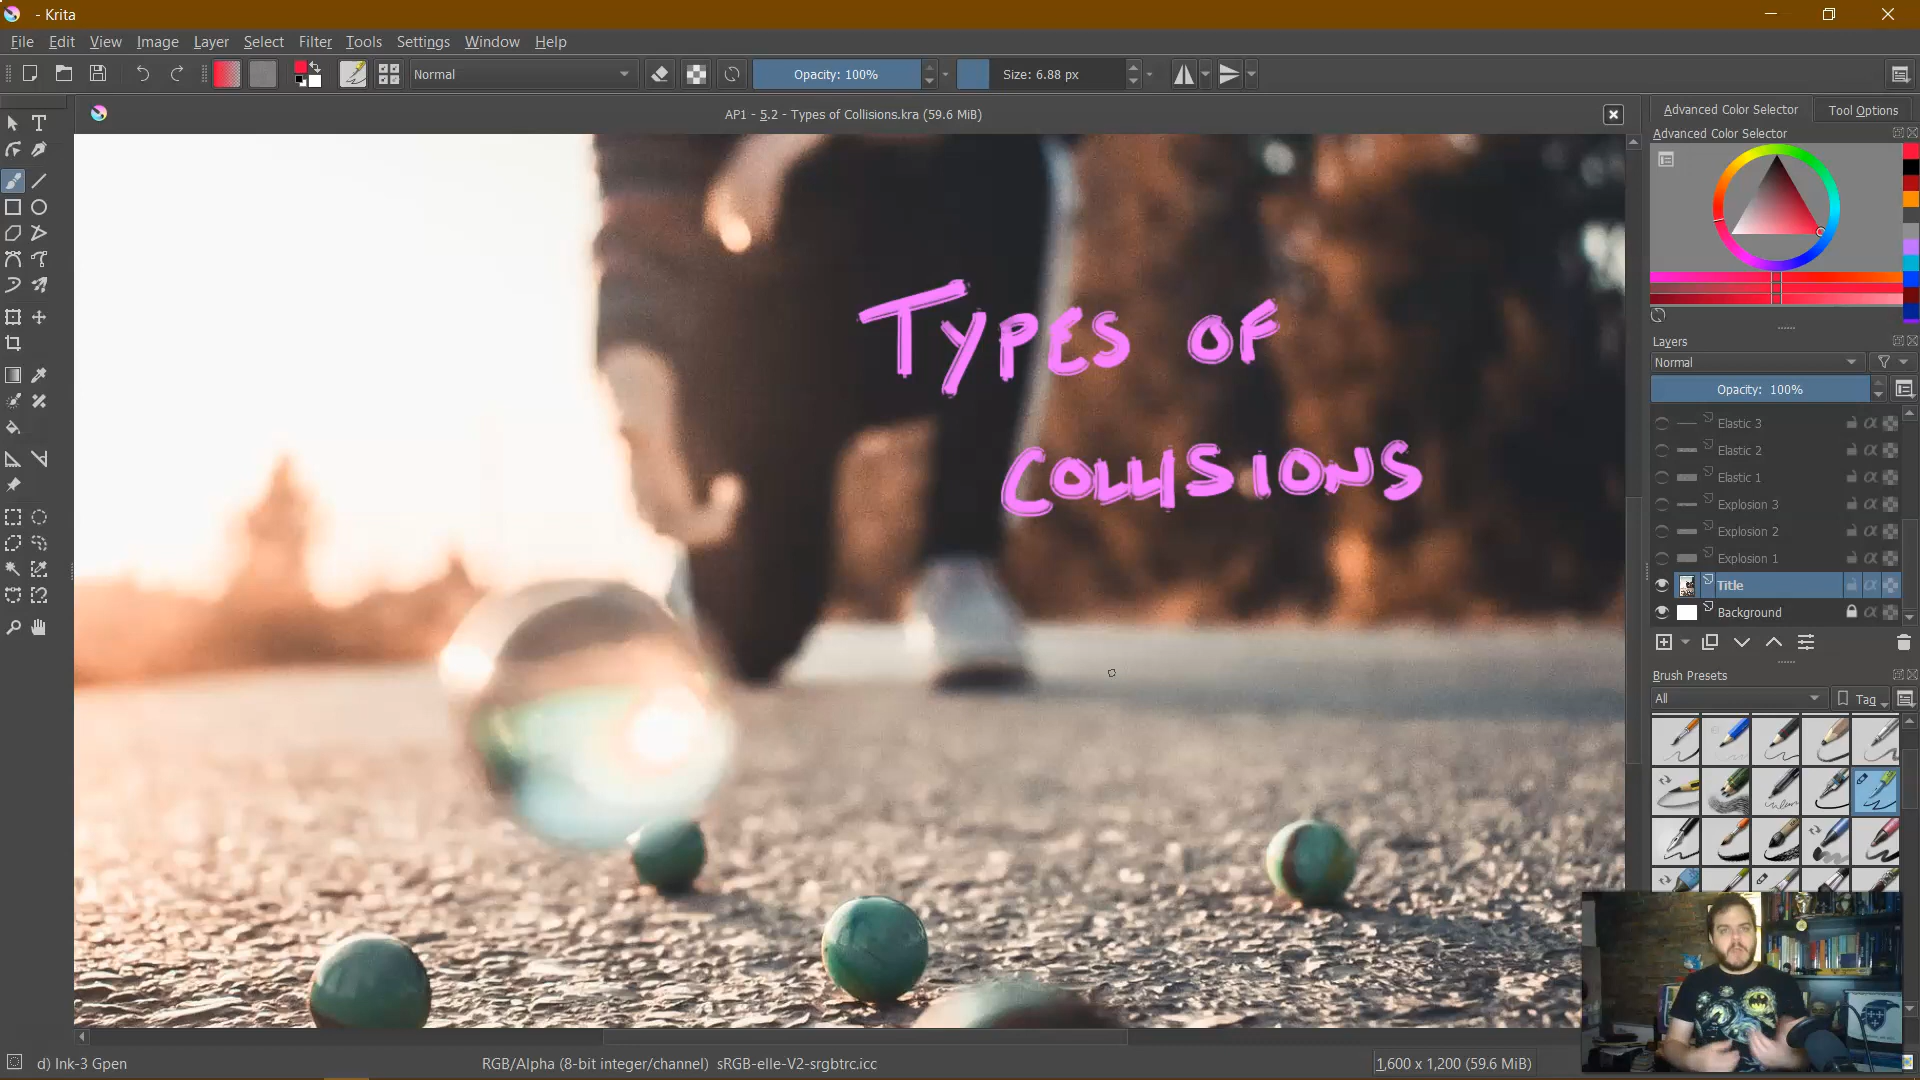 - Krita
File Edit View Image Layer Select Filter Tools Settings Window Help
Normal
Opacity: 100%
Size: 6.88 px
AP1 - 5.2 - Types of Collisions.kra (59.6 MiB)
TYPES OF
COLLISIONS
Advanced Color Selector
Tool Options
Advanced Color Selector
Layers
Normal
Opacity: 100%
Elastic 3
Elastic 2
Elastic 1
Explosion 3
Explosion 2
Explosion 1
Title
Background
Brush Presets
All
Tag
d) Ink-3 Gpen
RGB/Alpha (8-bit integer/channel) sRGB-elle-V2-srgbtrc.icc
1,600 x 1,200 (59.6 MiB)